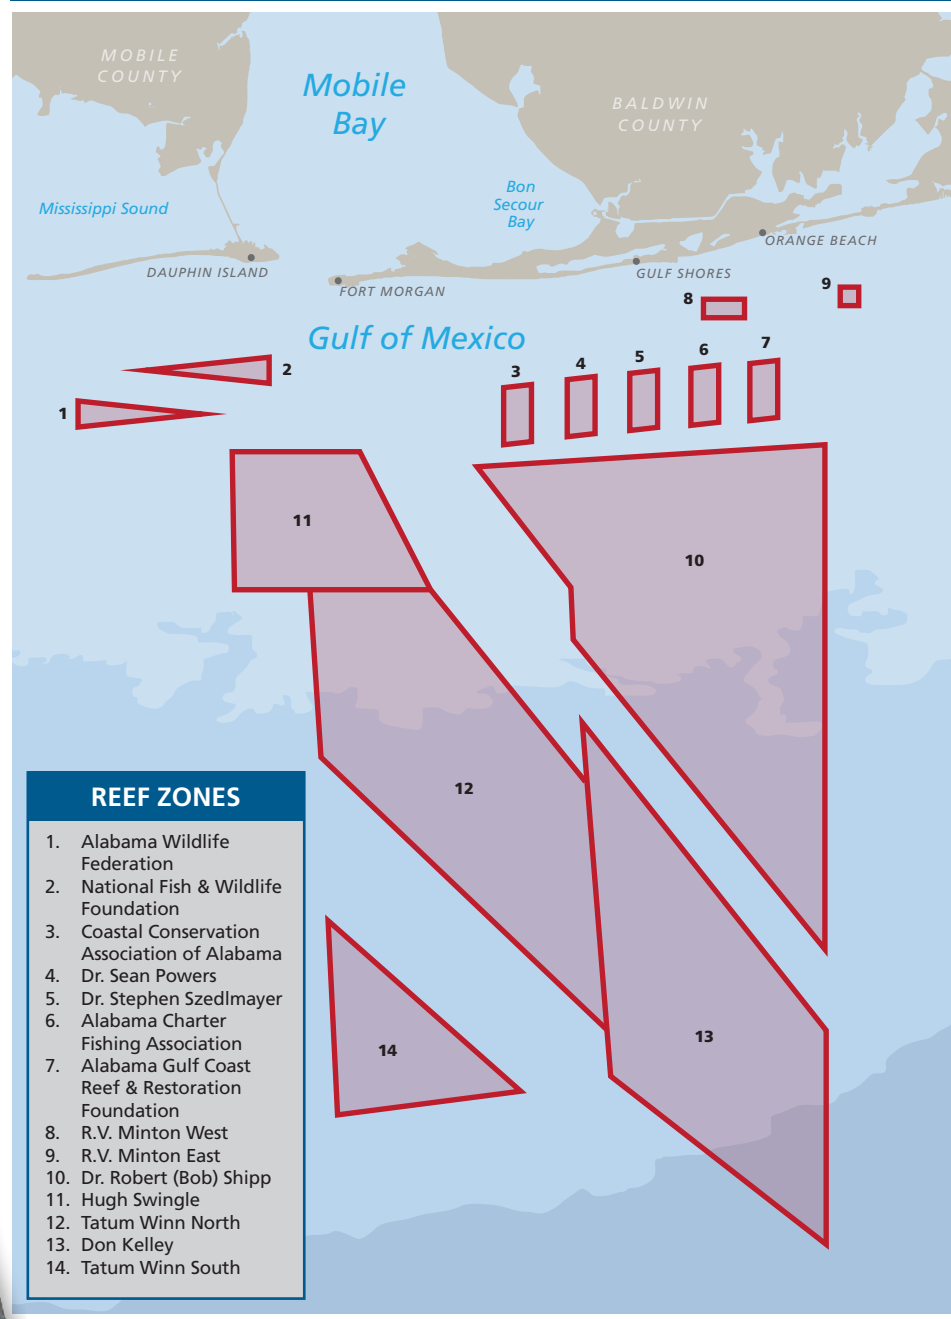 MOBILE
COUNTY
Mobile
Bay
BALDWIN
COUNTY
Bon
Secour
Bay
Mississippi Sound
ORANGE BEACH
DAUPHIN ISLAND
GULF SHORES
FORT MORGAN
Gulf of Mexico
9
8
7
6
5
4
3
2
1
11
10
12
13
14
REEF ZONES
1. Alabama Wildlife
Federation
2. National Fish & Wildlife
Foundation
3. Coastal Conservation
Association of Alabama
4. Dr. Sean Powers
5. Dr. Stephen Szedlmayer
6. Alabama Charter
Fishing Association
7. Alabama Gulf Coast
Reef & Restoration
Foundation
8. R.V. Minton West
9. R.V. Minton East
10. Dr. Robert (Bob) Shipp
11. Hugh Swingle
12. Tatum Winn North
13. Don Kelley
14. Tatum Winn South